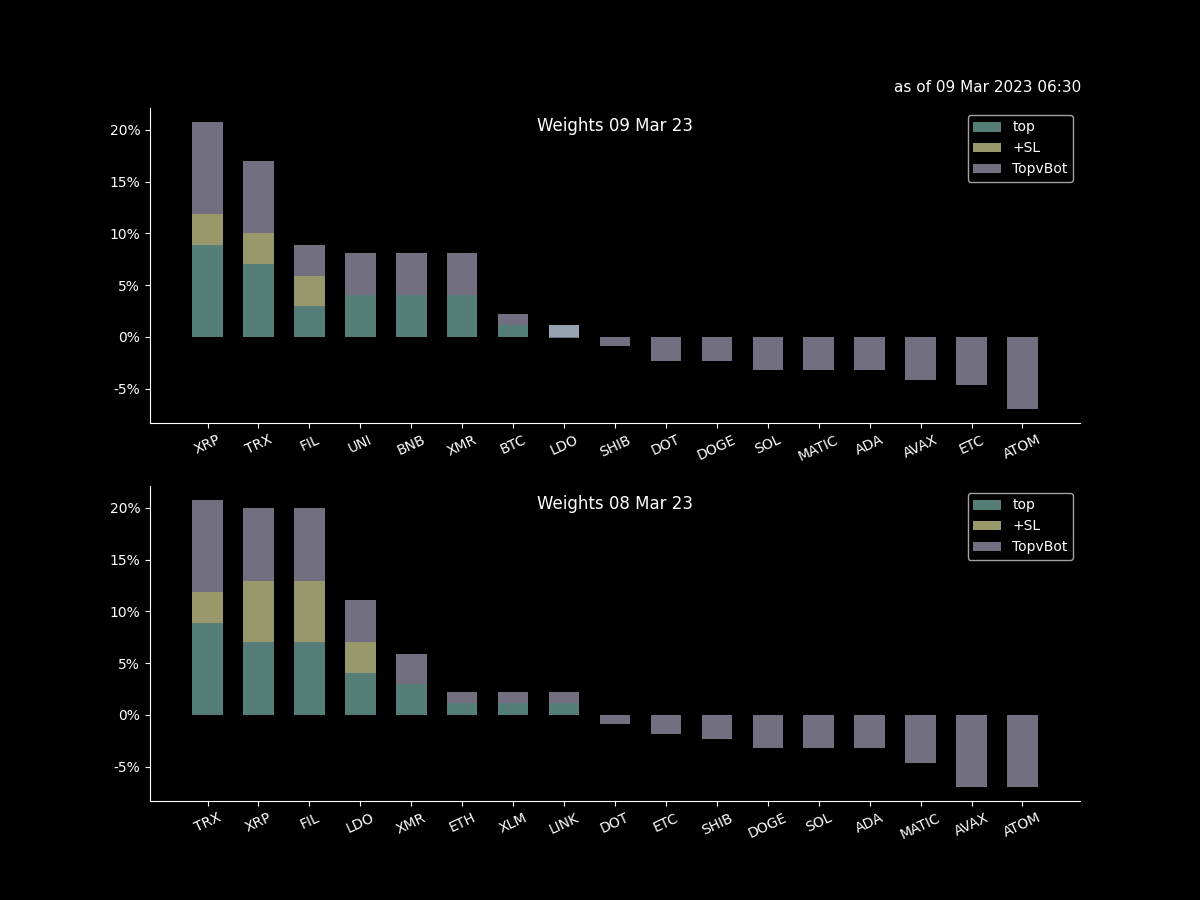 as of 09 Mar 2023 06:30
Weights 09 Mar 23
top
+SL
TopvBot
20%
15%
10%
5%
0%
-5%
XRP TRX FIL UNI BNB XMR BTC LDO SHIB DOT DOGE SOL MATIC ADA AVAX ETC ATOM
Weights 08 Mar 23
top
+SL
TopvBot
20%
15%
10%
5%
0%
-5%
TRX XRP FIL LDO XMR ETH XLM LINK DOT ETC SHIB DOGE SOL ADA MATIC AVAX ATOM